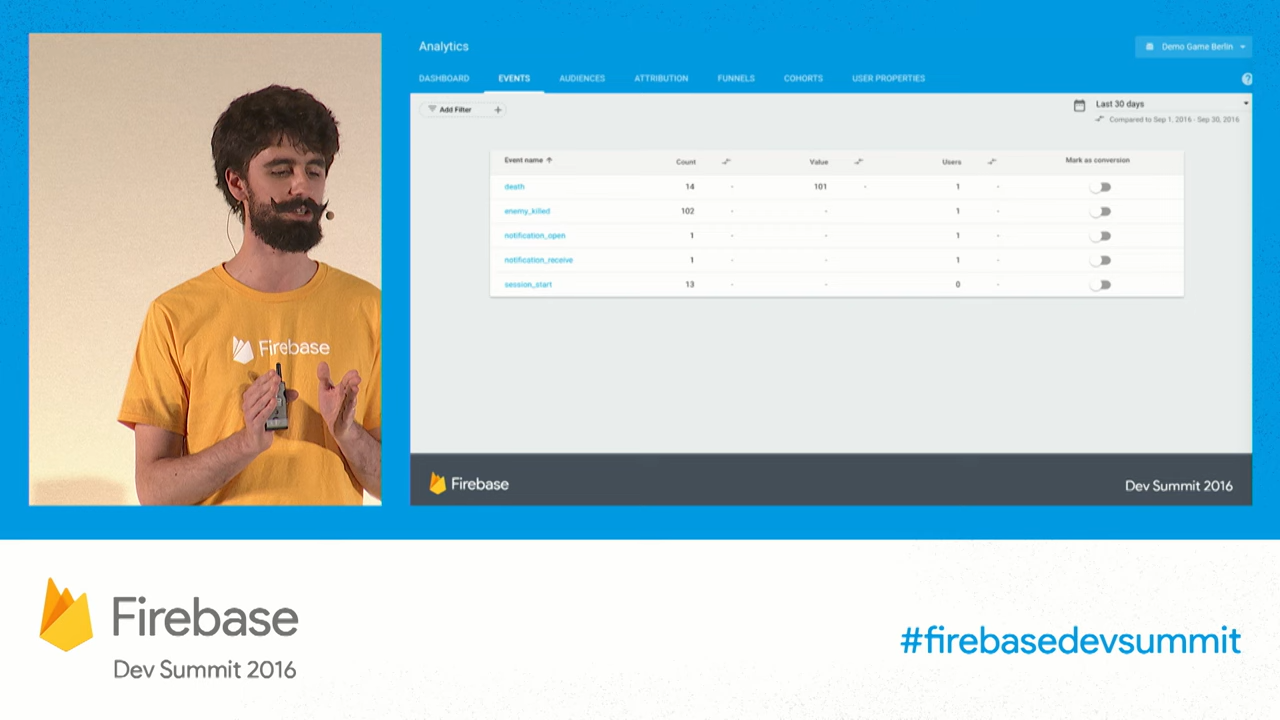 Firebase
Analytics
Demo Game Berlin
DASHBOARD EVENTS AUDIENCES ATTRIBUTION FUNNELS COHORTS USER PROPERTIES
?
Add Filter +
Last 30 days
Compared to Sep 1, 2016 - Sep 30, 2016
Event name Count Value Users Mark as conversion
death 14 - 101 - 1 -
enemy_killed 102 - - 1 -
notification_open 1 - - 1 -
notification_receive 1 - - 1 -
session_start 13 - - 0 -
Firebase
Dev Summit 2016
Firebase
Dev Summit 2016
#firebasedevsummit